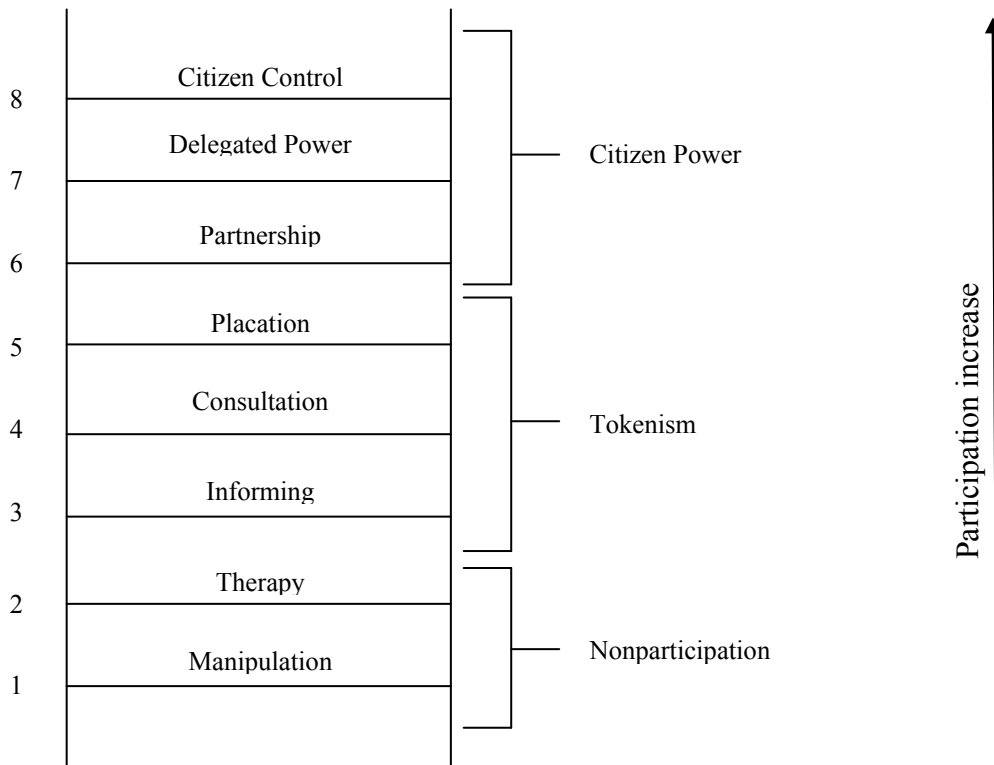 Citizen Control
8
Delegated Power
Citizen Power
7
Partnership
6
Placation
5
Consultation
Tokenism
4
Informing
3
Therapy
2
Manipulation
Nonparticipation
1
Participation increase